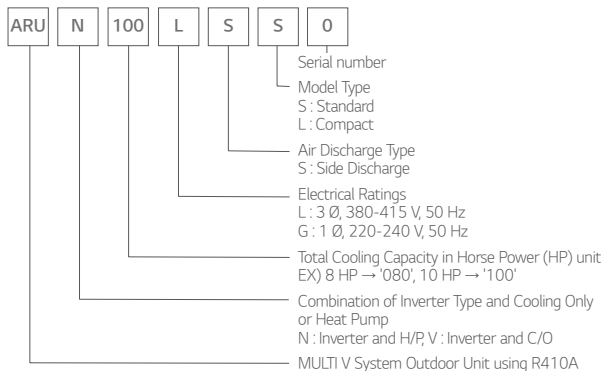 ARU N 100 L S S 0
Serial number
Model Type
S : Standard
L : Compact
Air Discharge Type
S : Side Discharge
Electrical Ratings
L : 3 Ø, 380-415 V, 50 Hz
G : 1 Ø, 220-240 V, 50 Hz
Total Cooling Capacity in Horse Power (HP) unit
EX) 8 HP → '080', 10 HP → '100'
Combination of Inverter Type and Cooling Only
or Heat Pump
N : Inverter and H/P, V : Inverter and C/O
MULTI V System Outdoor Unit using R410A